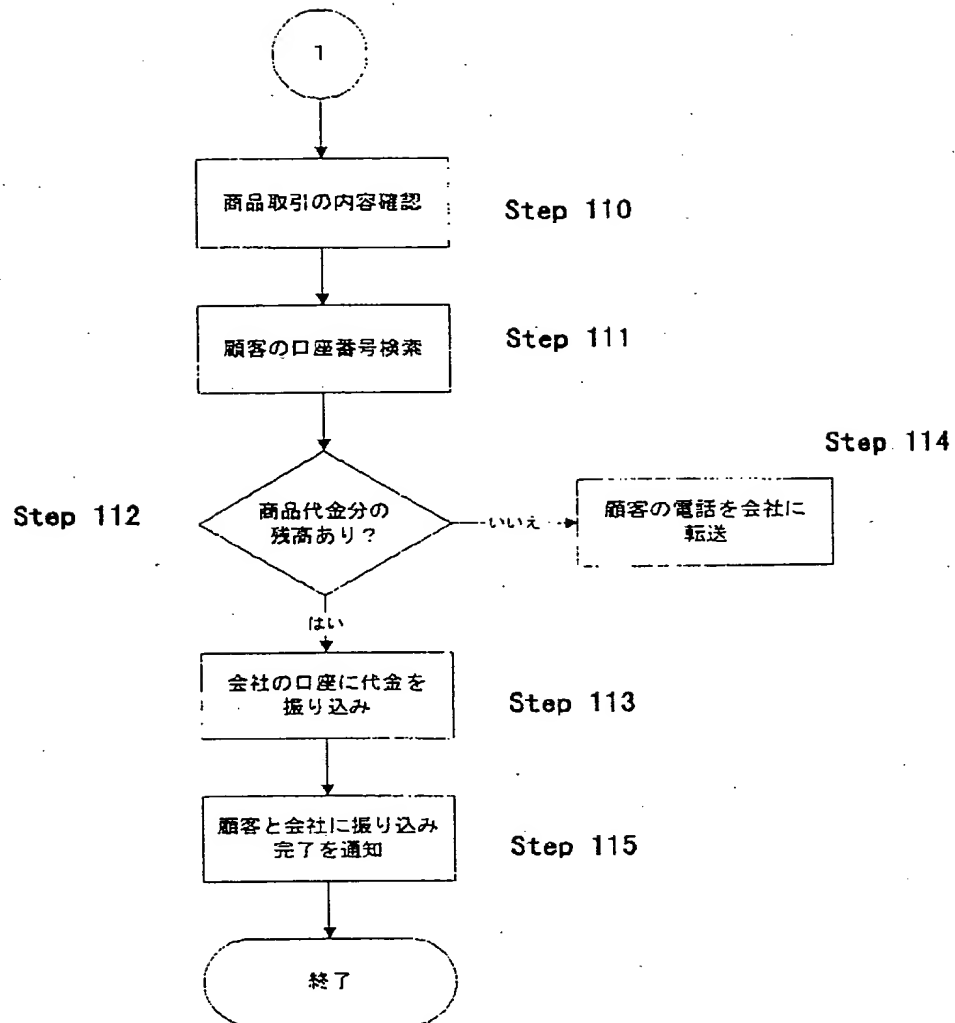 1
商品取引の内容確認
Step 110
顧客の口座番号検索
Step 111
Step 112
商品代金分の
残高あり？
いいえ
Step 114
顧客の電話を会社に
転送
はい
会社の口座に代金を
振り込み
Step 113
顧客と会社に振り込み
完了を通知
Step 115
終了